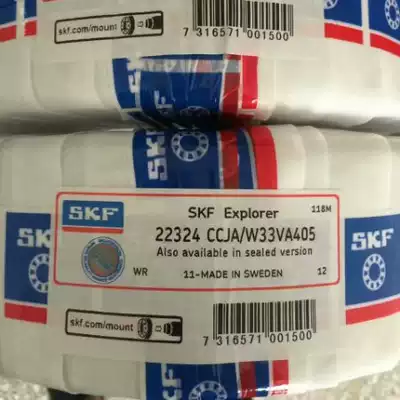 skf.com/mount
7 316571 001500
SKF
SKF
SKF Explorer
118M
22324 CCJA/W33VA405
Also available in sealed version
WR
11-MADE IN SWEDEN
12
skf.com/mount
7 316571 001500
SKF